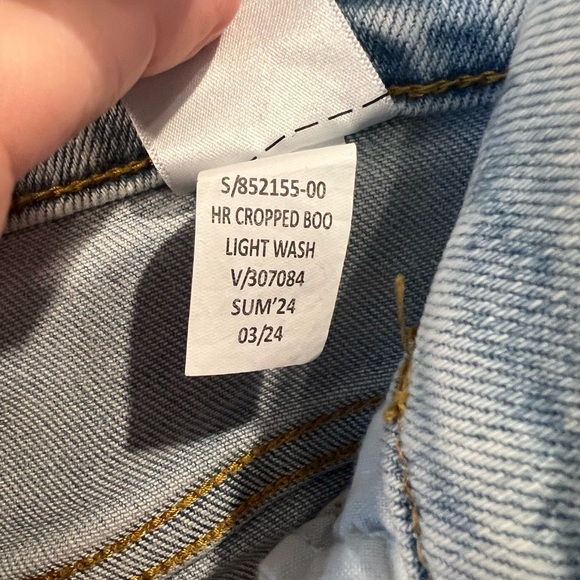 S/852155-00
HR CROPPED BOO
LIGHT WASH
V/307084
SUM'24
03/24